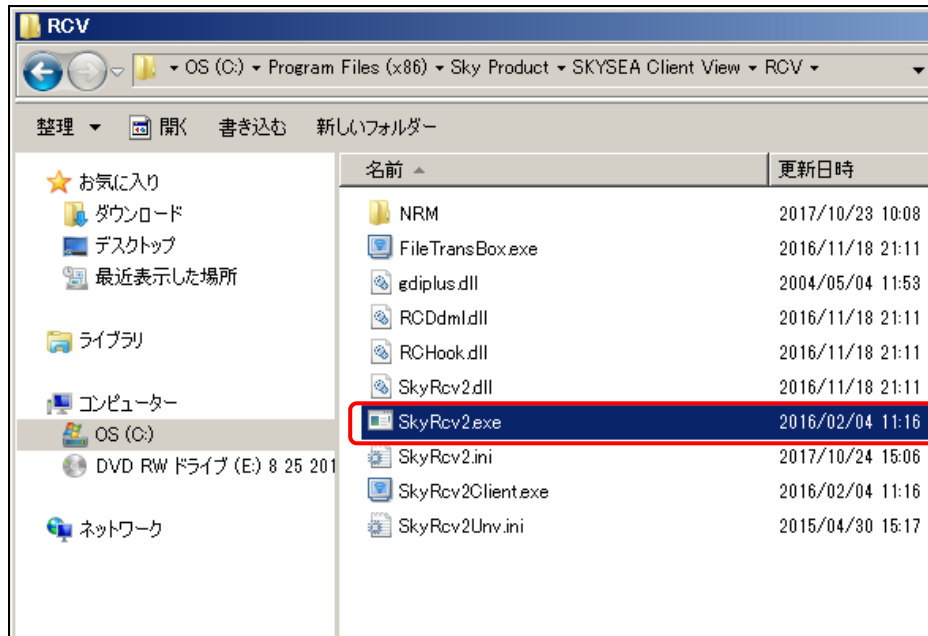 RCV
OS (C:) Program Files (x86) Sky Product SKYSEA Client View RCV
整理 開く 書き込む 新しいフォルダー
名前 更新日時
お気に入り
ダウンロード
デスクトップ
最近表示した場所
ライブラリ
コンピューター
OS (C:)
DVD RW ドライブ (E:) 8 25 201
ネットワーク
NRM 2017/10/23 10:08
FileTransBox.exe 2016/11/18 21:11
gdiplus.dll 2004/05/04 11:53
RCDdml.dll 2016/11/18 21:11
RCHook.dll 2016/11/18 21:11
SkyRcv2.dll 2016/11/18 21:11
SkyRcv2.exe 2016/02/04 11:16
SkyRcv2.ini 2017/10/24 15:06
SkyRcv2Client.exe 2016/02/04 11:16
SkyRcv2Unv.ini 2015/04/30 15:17